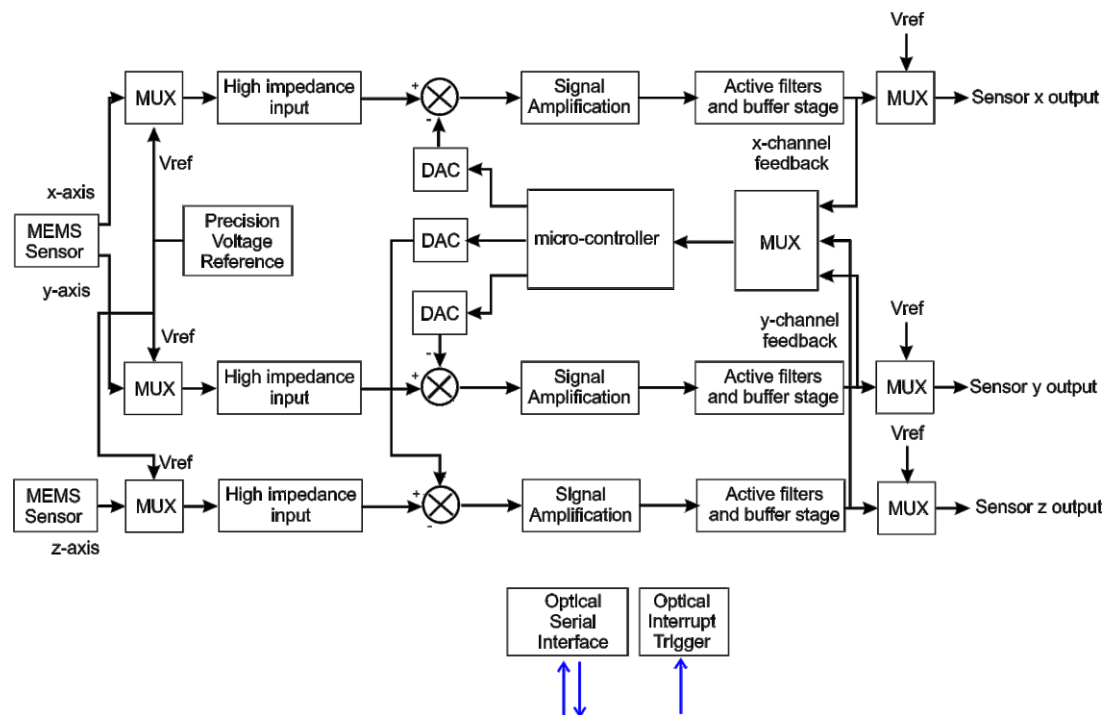 Vref
MUX
High impedance
input
+
-
Signal
Amplification
Active filters
and buffer stage
MUX
Sensor x output
Vref
x-axis
DAC
x-channel
feedback
MEMS
Sensor
Precision
Voltage
Reference
DAC
micro-controller
MUX
y-axis
DAC
y-channel
feedback
Vref
Vref
-
+
MUX
High impedance
input
Signal
Amplification
Active filters
and buffer stage
MUX
Sensor y output
Vref
Vref
MEMS
Sensor
MUX
High impedance
input
+
-
Signal
Amplification
Active filters
and buffer stage
MUX
Sensor z output
z-axis
Optical
Serial
Interface
Optical
Interrupt
Trigger